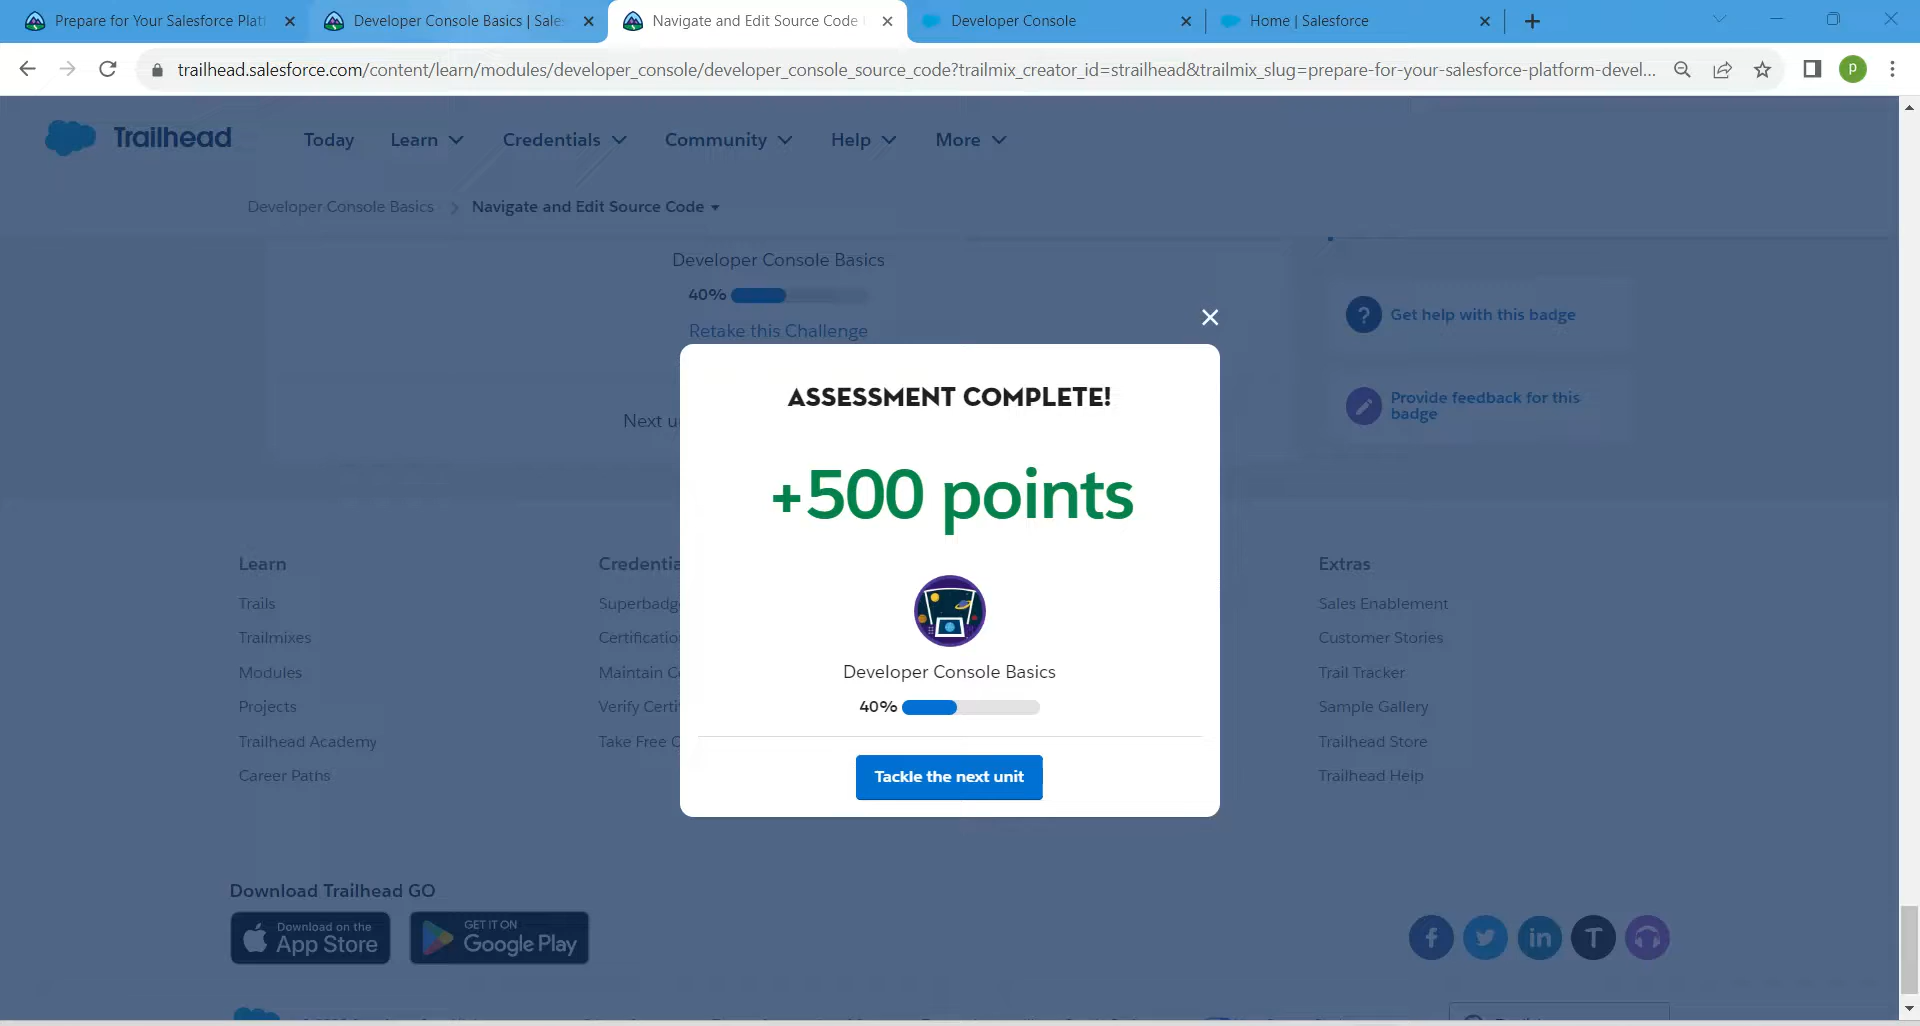 Prepare for Your Salesforce Plat
Developer Console Basics | Sale
Navigate and Edit Source Code
Developer Console
Home | Salesforce
trailhead.salesforce.com/content/learn/modules/developer_console/developer_console_source_code?trailmix_creator_id=strailhead&trailmix_slug=prepare-for-your-salesforce-platform-devel...
P
Trailhead
Today
Learn
Credentials
Community
Help
More
Developer Console Basics
Navigate and Edit Source Code
Developer Console Basics
40%
Retake this Challenge
Next u
Get help with this badge
Provide feedback for this
badge
ASSESSMENT COMPLETE!
+500 points
Developer Console Basics
40%
Tackle the next unit
Learn
Trails
Trailmixes
Modules
Projects
Trailhead Academy
Career Paths
Credentia
Superbadg
Certificatio
Maintain C
Verify Certi
Take Free C
Extras
Sales Enablement
Customer Stories
Trail Tracker
Sample Gallery
Trailhead Store
Trailhead Help
Download Trailhead GO
Download on the
App Store
GET IT ON
Google Play